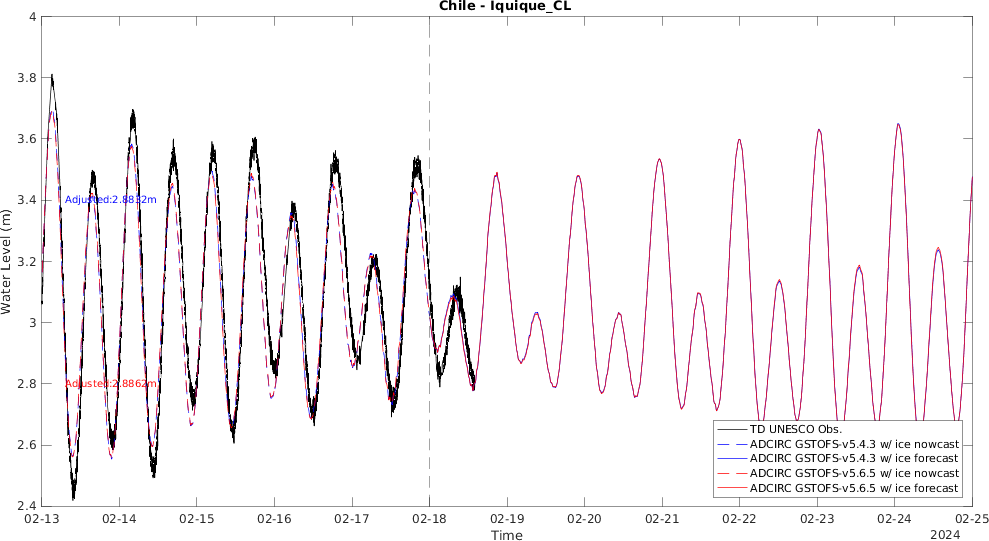 Chile - Iquique_CL
Water Level (m)
4
3.8
3.6
3.4
3.2
3
2.8
2.6
2.4
Adjusted:2.8832m
Adjusted:2.8862m
TD UNESCO Obs.
ADCIRC GSTOFS-v5.4.3 w/ ice nowcast
ADCIRC GSTOFS-v5.4.3 w/ ice forecast
ADCIRC GSTOFS-v5.6.5 w/ ice nowcast
ADCIRC GSTOFS-v5.6.5 w/ ice forecast
02-13 02-14 02-15 02-16 02-17 02-18 02-19 02-20 02-21 02-22 02-23 02-24 02-25
Time
2024